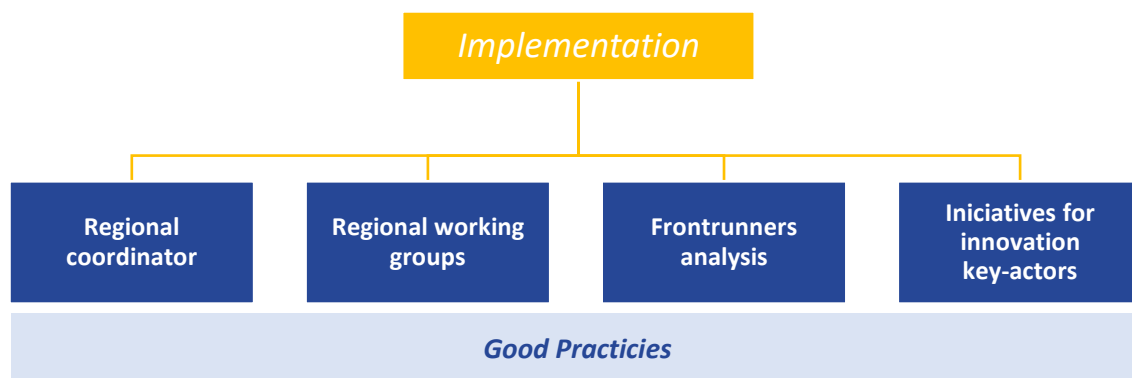 Implementation
Regional
coordinator
Regional working
groups
Frontrunners
analysis
Iniciatives for
innovation
key-actors
Good Practicies